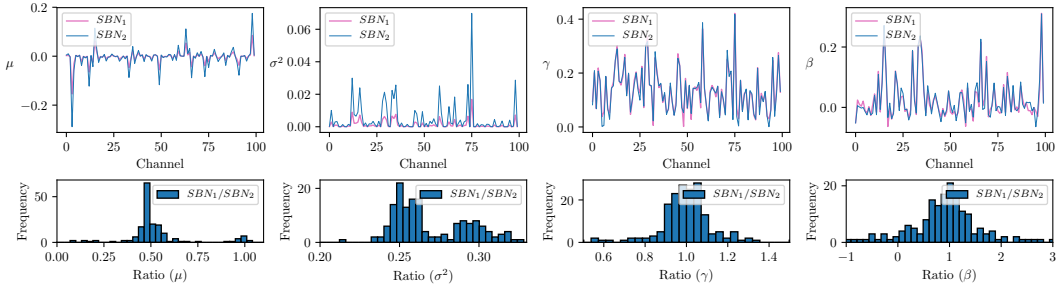 SBN₁
SBN₂
μ
0.0
−0.2
0
25
50
75
100
Channel
SBN₁
SBN₂
σ²
0.06
0.04
0.02
0.00
0
25
50
75
100
Channel
SBN₁
SBN₂
γ
0.4
0.2
0.0
0
25
50
75
100
Channel
SBN₁
SBN₂
β
0.2
0.0
0
25
50
75
100
Channel
SBN₁/SBN₂
Frequency
50
0
0.00
0.25
0.50
0.75
1.00
Ratio (μ)
SBN₁/SBN₂
Frequency
20
10
0
0.20
0.25
0.30
Ratio (σ²)
SBN₁/SBN₂
Frequency
25
0
0.6
0.8
1.0
1.2
1.4
Ratio (γ)
SBN₁/SBN₂
Frequency
20
0
−1
0
1
2
3
Ratio (β)